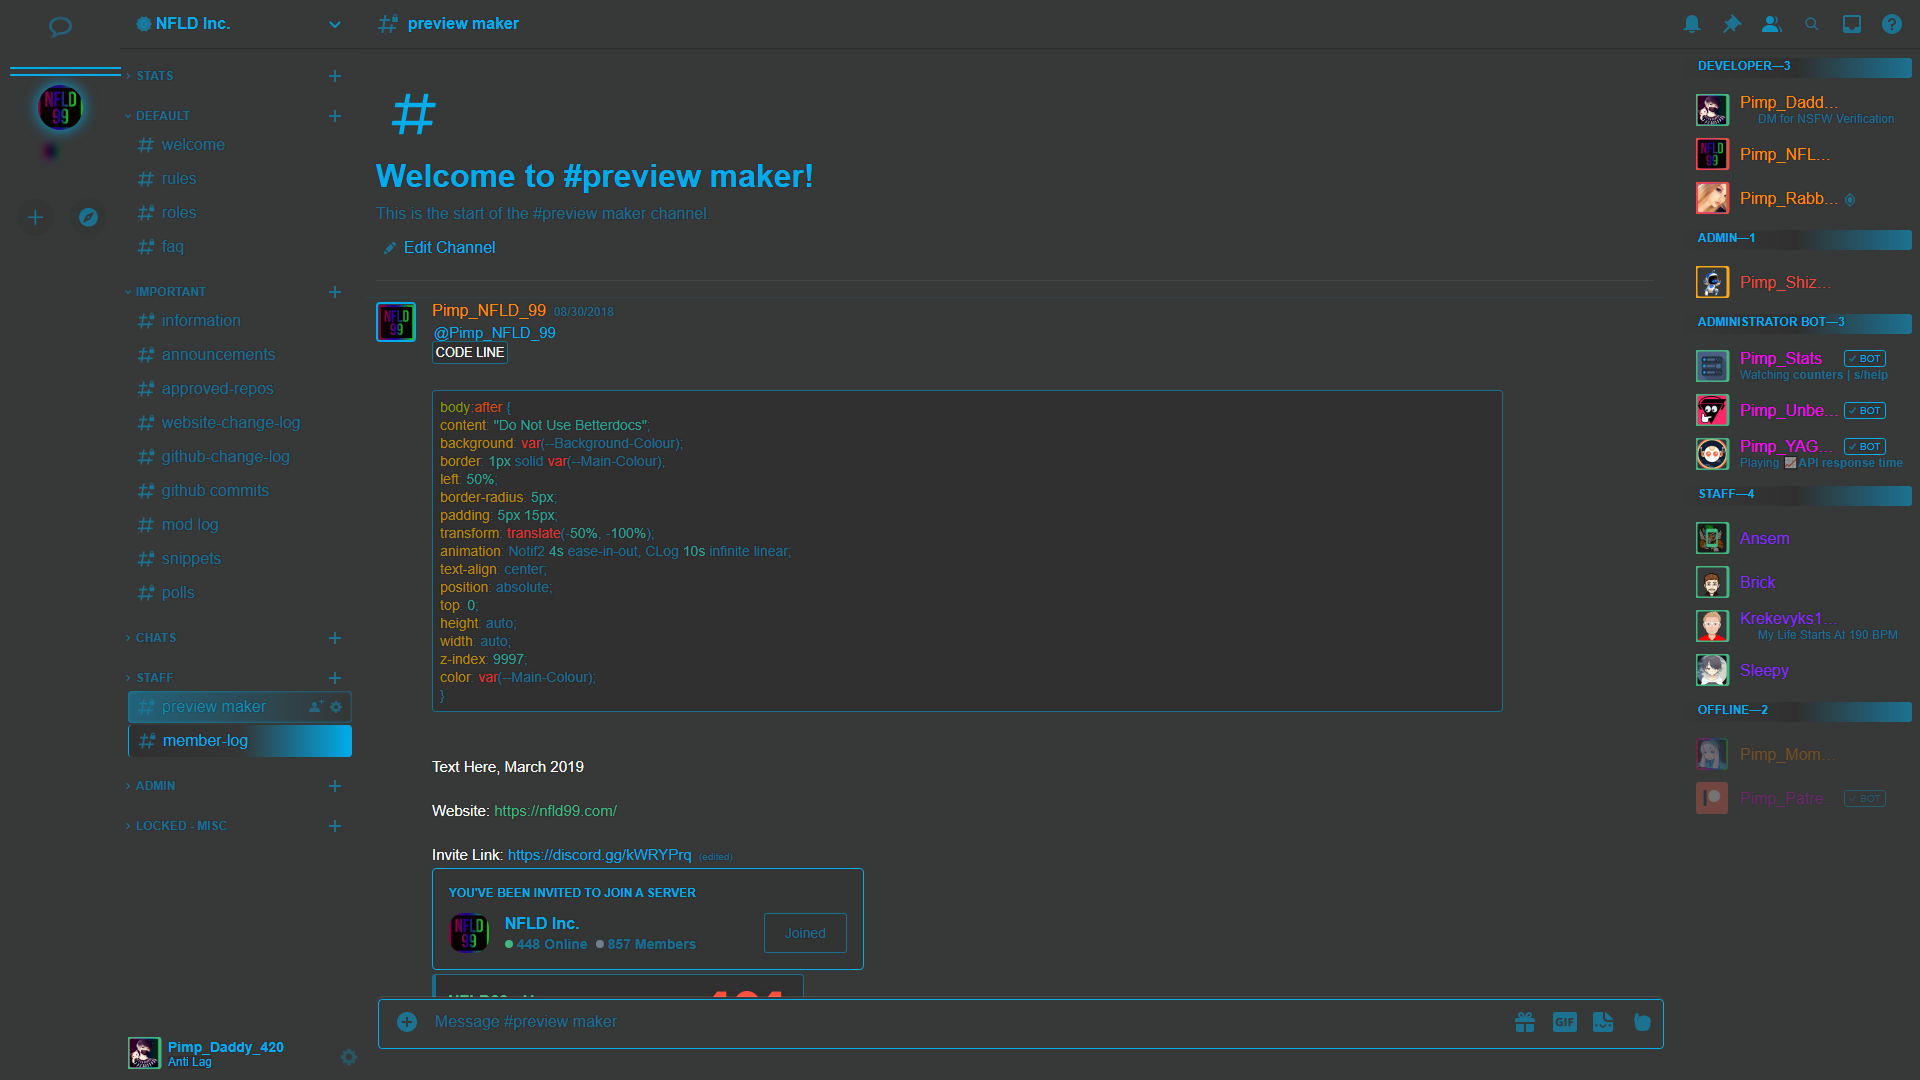 NFLD Inc.
NFLD
99
STATS
DEFAULT
welcome
rules
roles
faq
IMPORTANT
information
announcements
approved-repos
website-change-log
github-change-log
github commits
mod log
snippets
polls
CHATS
STAFF
preview maker
member-log
ADMIN
LOCKED - MISC
Pimp_Daddy_420
Anti Lag
preview maker
Welcome to #preview maker!
This is the start of the #preview maker channel.
Edit Channel
NFLD
99
Pimp_NFLD_99 08/30/2018
@Pimp_NFLD_99
CODE LINE
body:after {
content: "Do Not Use Betterdocs";
background: var(--Background-Colour);
border: 1px solid var(--Main-Colour);
left: 50%;
border-radius: 5px;
padding: 5px 15px;
transform: translate(-50%, -100%);
animation: Notif2 4s ease-in-out, CLog 10s infinite linear;
text-align: center;
position: absolute;
top: 0;
height: auto;
width: auto;
z-index: 9997;
color: var(--Main-Colour);
}
Text Here, March 2019
Website: https://nfld99.com/
Invite Link: https://discord.gg/kWRYPrq (edited)
YOU'VE BEEN INVITED TO JOIN A SERVER
NFLD
99
NFLD Inc.
448 Online 857 Members
Joined
Message #preview maker
GIF
DEVELOPER—3
Pimp_Dadd...
DM for NSFW Verification
NFLD
99
Pimp_NFL...
Pimp_Rabb...
ADMIN—1
Pimp_Shiz...
ADMINISTRATOR BOT—3
Pimp_Stats ✓ BOT
Watching counters | s/help
Pimp_Unbe... ✓ BOT
Pimp_YAG... ✓ BOT
Playing API response time
STAFF—4
Ansem
Brick
Krekevyks1...
My Life Starts At 190 BPM
Sleepy
OFFLINE—2
Pimp_Mom...
Pimp_Patre... ✓ BOT